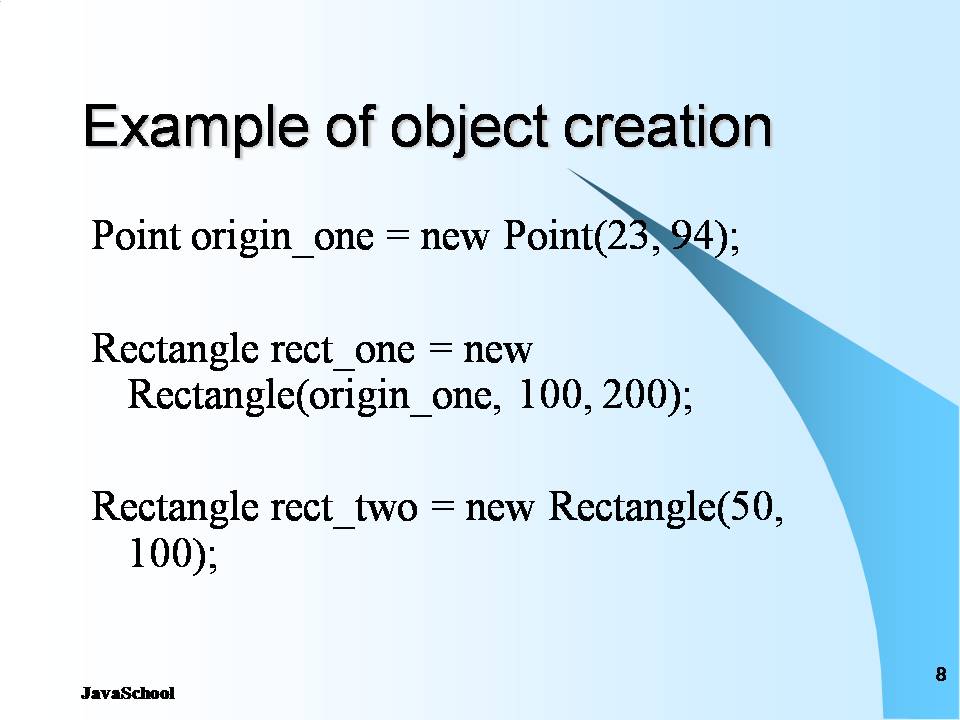 Example of object creation
Point origin_one = new Point(23, 94);
Rectangle rect_one = new
Rectangle(origin_one, 100, 200);
Rectangle rect_two = new Rectangle(50,
100);
8
JavaSchool